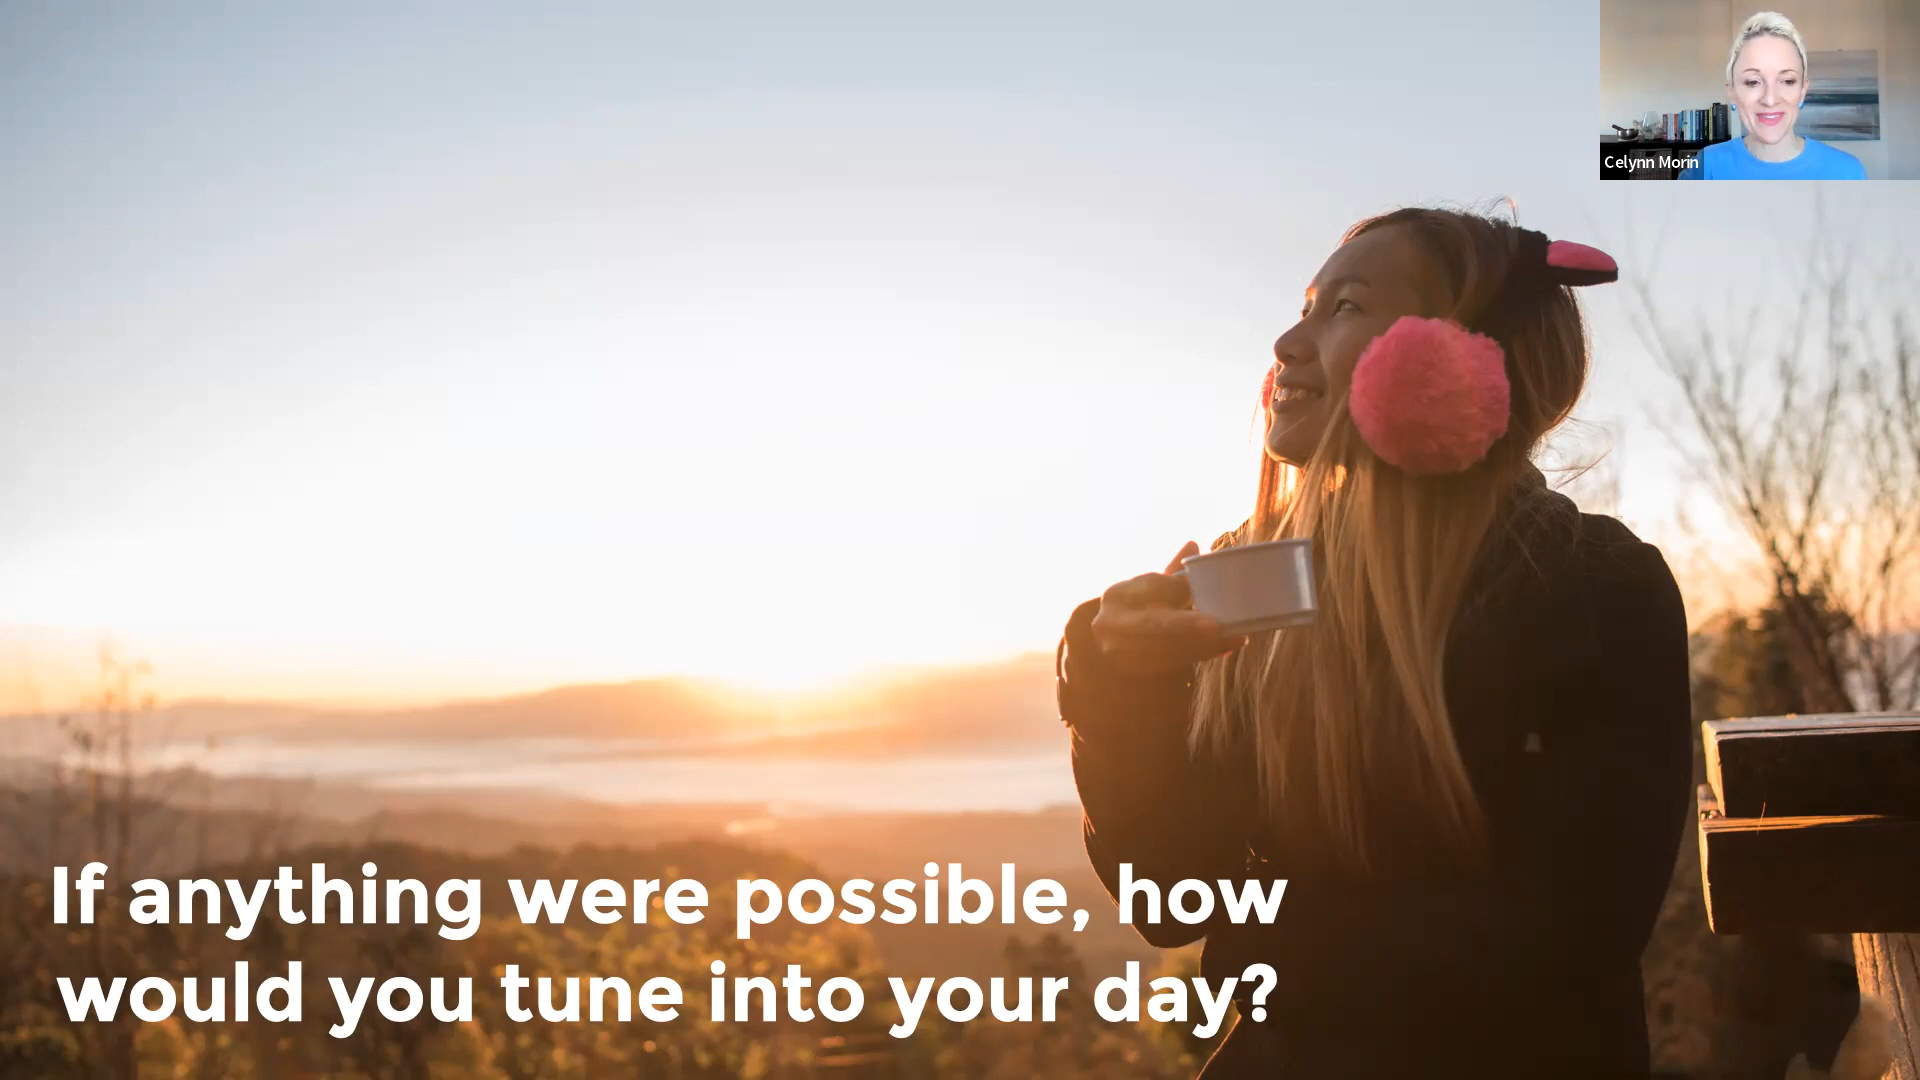 Celynn Morin
If anything were possible, how
would you tune into your day?